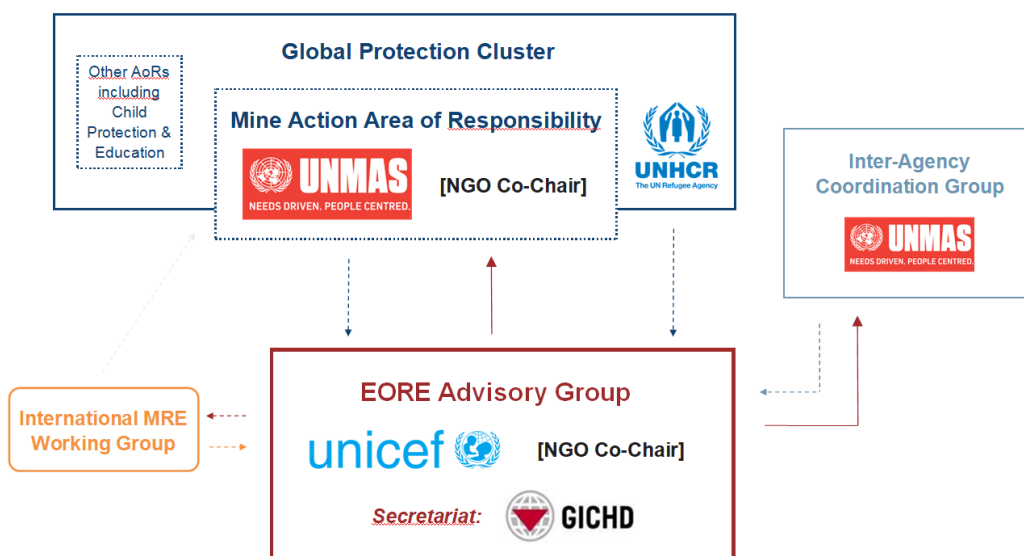 Global Protection Cluster
Other AoRs
including
Child
Protection &
Education
Mine Action Area of Responsibility
UNMAS
NEEDS DRIVEN. PEOPLE CENTRED.
[NGO Co-Chair]
UNHCR
The UN Refugee Agency
Inter-Agency
Coordination Group
UNMAS
NEEDS DRIVEN. PEOPLE CENTRED.
International MRE
Working Group
EORE Advisory Group
unicef
[NGO Co-Chair]
Secretariat:
GICHD